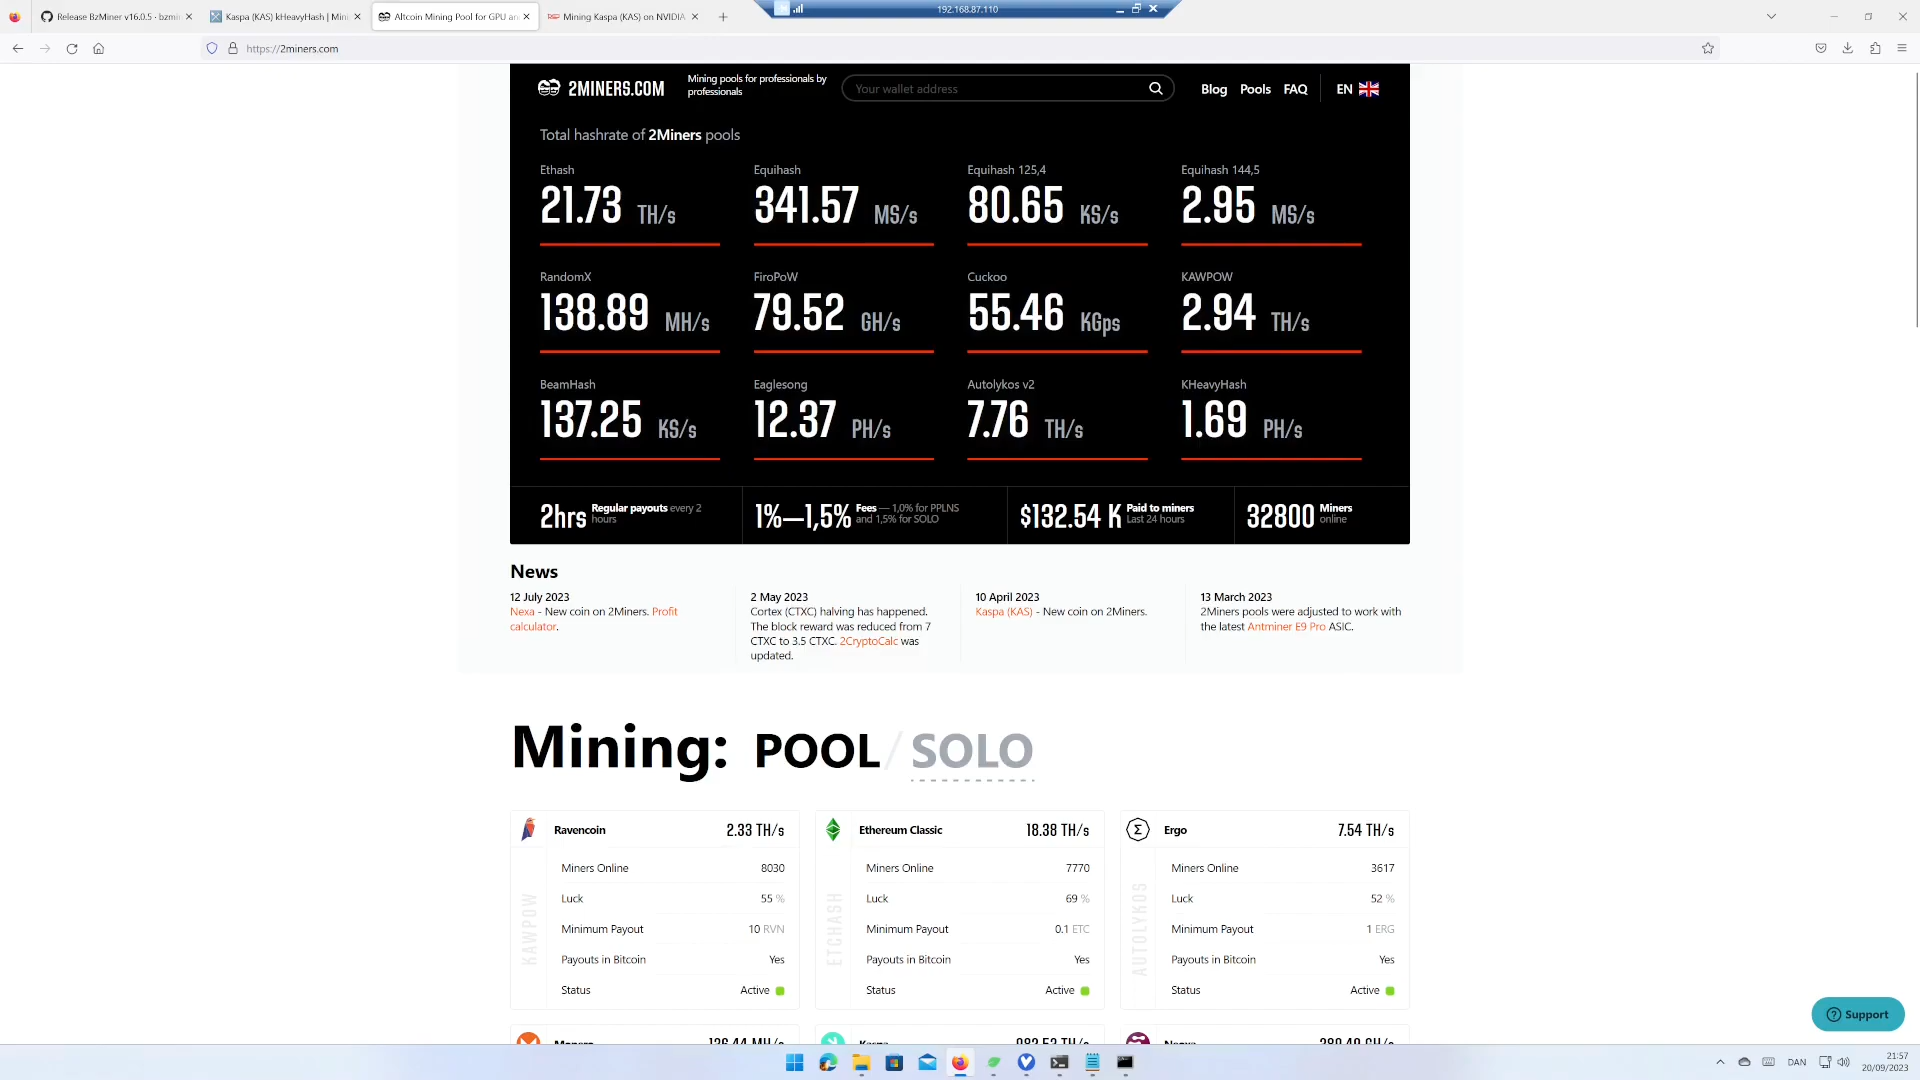 Release BzMiner v16.0.5 · bzmin
Kaspa (KAS) kHeavyHash | Mini
Altcoin Mining Pool for GPU an
Mining Kaspa (KAS) on NVIDIA
192.168.87.110
https://2miners.com
2MINERS.COM
Mining pools for professionals by
professionals
Your wallet address
Blog Pools FAQ EN
Total hashrate of 2Miners pools
Ethash
21.73 TH/s
Equihash
341.57 MS/s
Equihash 125,4
80.65 KS/s
Equihash 144,5
2.95 MS/s
RandomX
138.89 MH/s
FiroPoW
79.52 GH/s
Cuckoo
55.46 KGps
KAWPOW
2.94 TH/s
BeamHash
137.25 KS/s
Eaglesong
12.37 PH/s
Autolykos v2
7.76 TH/s
KHeavyHash
1.69 PH/s
2hrs Regular payouts every 2
hours
1%—1,5% Fees — 1,0% for PPLNS
and 1,5% for SOLO
$132.54 K Paid to miners
Last 24 hours
32800 Miners
online
News
12 July 2023
Nexa - New coin on 2Miners. Profit
calculator.
2 May 2023
Cortex (CTXC) halving has happened.
The block reward was reduced from 7
CTXC to 3.5 CTXC. 2CryptoCalc was
updated.
10 April 2023
Kaspa (KAS) - New coin on 2Miners.
13 March 2023
2Miners pools were adjusted to work with
the latest Antminer E9 Pro ASIC.
Mining: POOL / SOLO
Ravencoin 2.33 TH/s
KAWPOW
Miners Online 8030
Luck 55 %
Minimum Payout 10 RVN
Payouts in Bitcoin Yes
Status Active
Ethereum Classic 18.38 TH/s
ETCHASH
Miners Online 7770
Luck 69 %
Minimum Payout 0.1 ETC
Payouts in Bitcoin Yes
Status Active
Ergo 7.54 TH/s
AUTOLYKOS
Miners Online 3617
Luck 52 %
Minimum Payout 1 ERG
Payouts in Bitcoin Yes
Status Active
Support
DAN
21:57
20/09/2023